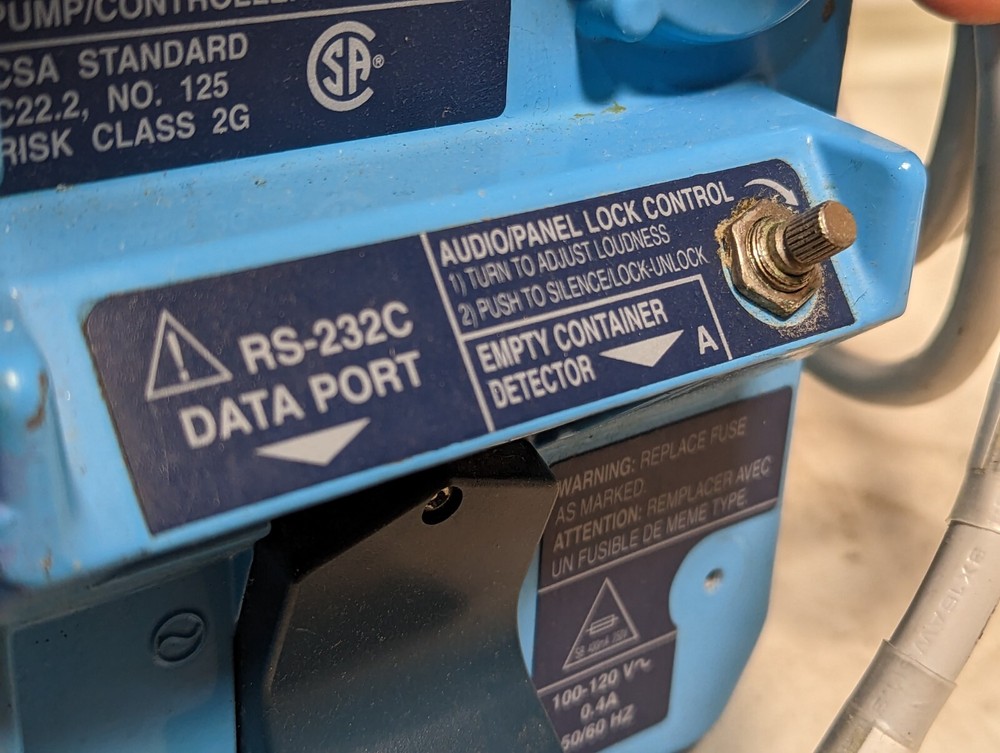 PUMP/CONTROLLE
CSA STANDARD
C22.2, NO. 125
RISK CLASS 2G
CSA ®
AUDIO/PANEL LOCK CONTROL
1) TURN TO ADJUST LOUDNESS
2) PUSH TO SILENCE/LOCK-UNLOCK
RS-232C
DATA PORT
EMPTY CONTAINER
DETECTOR
A
WARNING: REPLACE FUSE
AS MARKED.
ATTENTION: REMPLACER AVEC
UN FUSIBLE DE MEME TYPE.
100-120 V~
0.4A
50/60 HZ